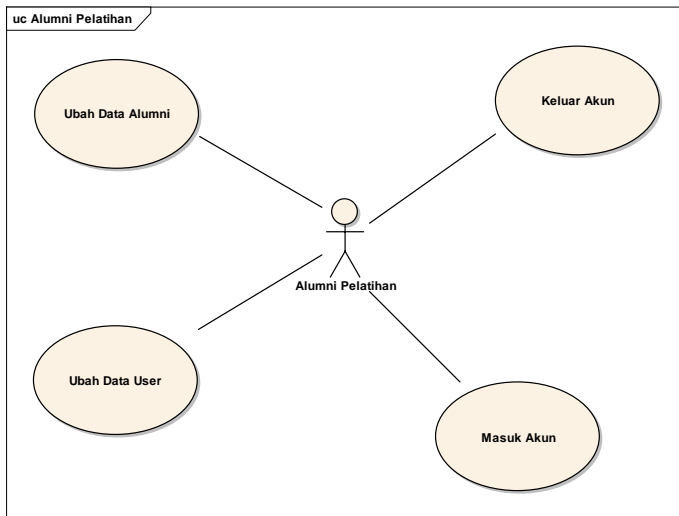 uc Alumni Pelatihan
Ubah Data Alumni
Keluar Akun
Alumni Pelatihan
Ubah Data User
Masuk Akun